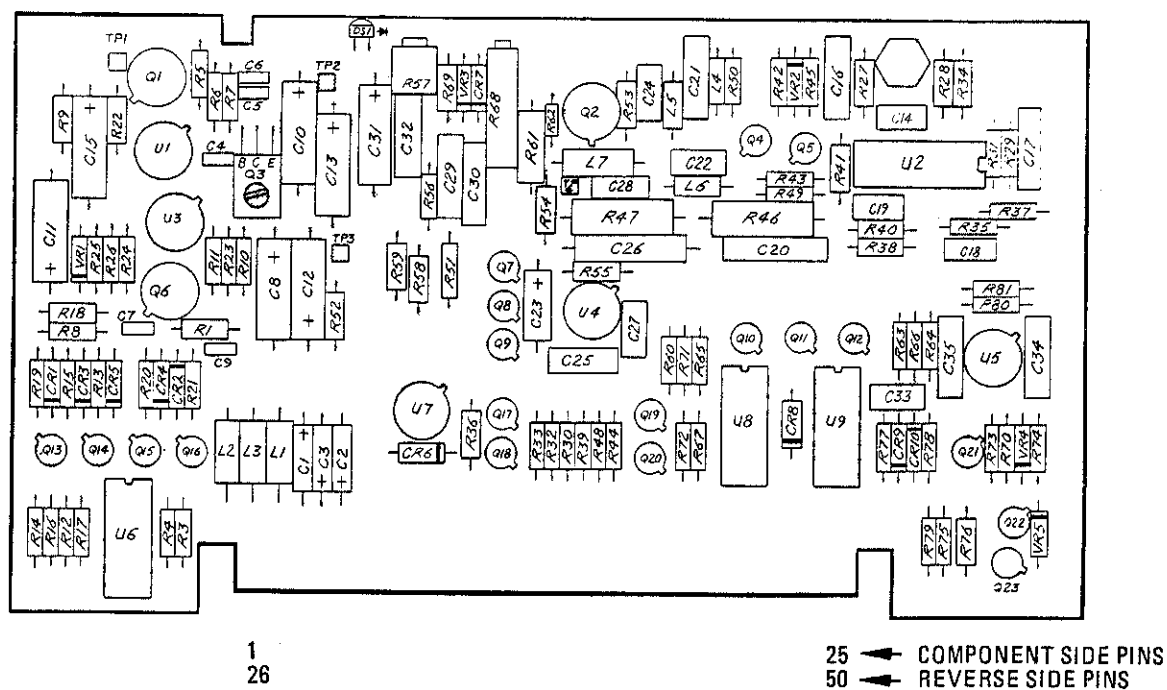 DS1
TP1
Q1
R5
R6
R7
C6
C5
C10
TP2
R57
R69
VR3
CR7
R68
R62
Q2
R53
C24
L5
C21
L4
R50
R42
VR2
R45
C16
R27
R28
R34
C14
R9
C15
R22
U1
C4
B C E
Q3
C13
C31
C32
C29
C30
R61
L7
C22
Q4
Q5
R41
U2
R29
C17
R56
R54
C28
L6
R43
R49
C11
U3
R47
R46
C19
R40
R38
R37
R35
C18
VR1
R25
R26
R24
R11
R23
R10
C8
C12
TP3
R59
R58
R51
C26
C20
Q6
Q7
C23
R55
R81
R18
R8
C7
R1
C9
R52
Q8
Q9
U4
C27
C25
R71
R65
Q10
Q11
Q12
R63
R66
R64
C35
U5
C34
R19
CR1
R15
CR3
R13
CR5
R20
CR4
CR2
R21
U7
CR6
R36
Q17
Q18
Q19
Q20
U8
CR8
U9
C33
Q13
Q14
Q15
Q16
L2
L3
L1
C1
C3
C2
R33
R32
R30
R39
R48
R44
R72
R67
R77
CR9
CR10
R78
Q21
R73
R70
VR4
R74
R14
R16
R12
R17
U6
R4
R3
R79
R75
R76
Q22
VR5
Q23
1
26
25 COMPONENT SIDE PINS
50 REVERSE SIDE PINS